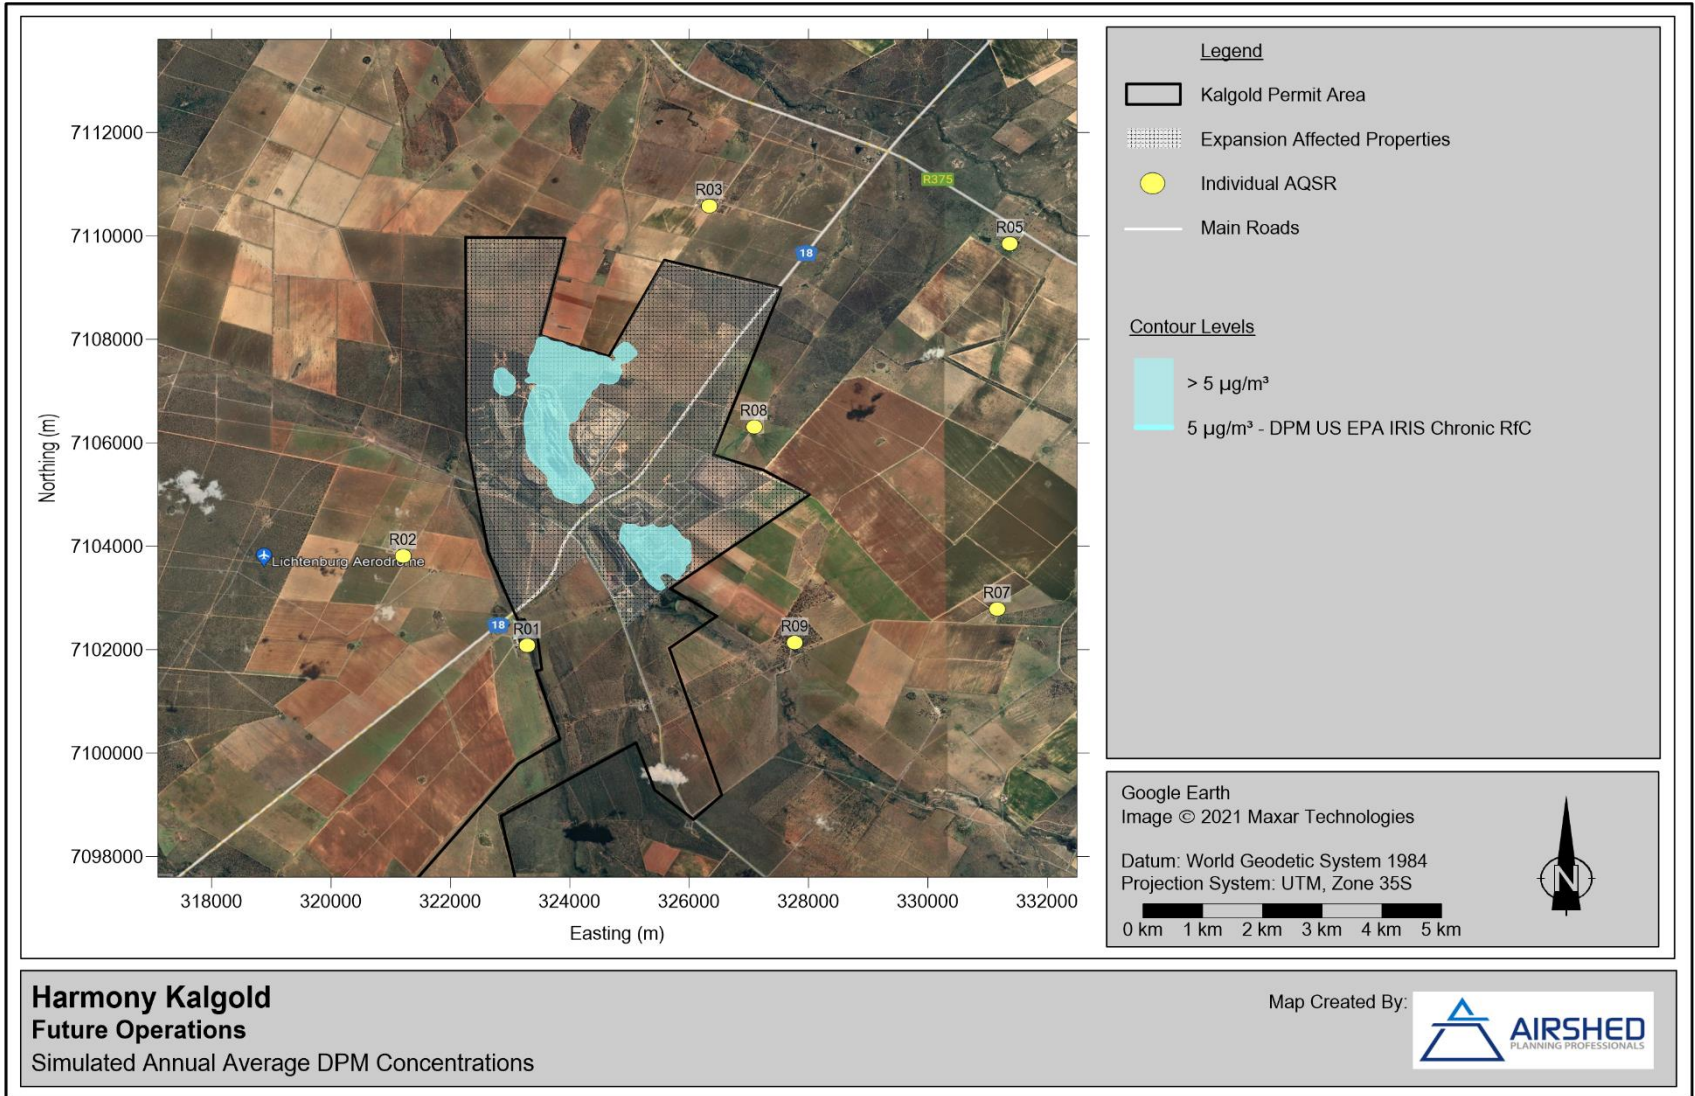 7112000
7110000
7108000
7106000
7104000
7102000
7100000
7098000
Northing (m)
318000
320000
322000
324000
326000
328000
330000
332000
Easting (m)
R03
R375
R05
18
R08
R02
Lichtenburg Aerodrome
R07
18
R01
R09
Legend
Kalgold Permit Area
Expansion Affected Properties
Individual AQSR
Main Roads
Contour Levels
> 5 µg/m³
5 µg/m³ - DPM US EPA IRIS Chronic RfC
Google Earth
Image © 2021 Maxar Technologies
Datum: World Geodetic System 1984
Projection System: UTM, Zone 35S
N
0 km 1 km 2 km 3 km 4 km 5 km
Harmony Kalgold
Future Operations
Simulated Annual Average DPM Concentrations
Map Created By:
AIRSHED
PLANNING PROFESSIONALS